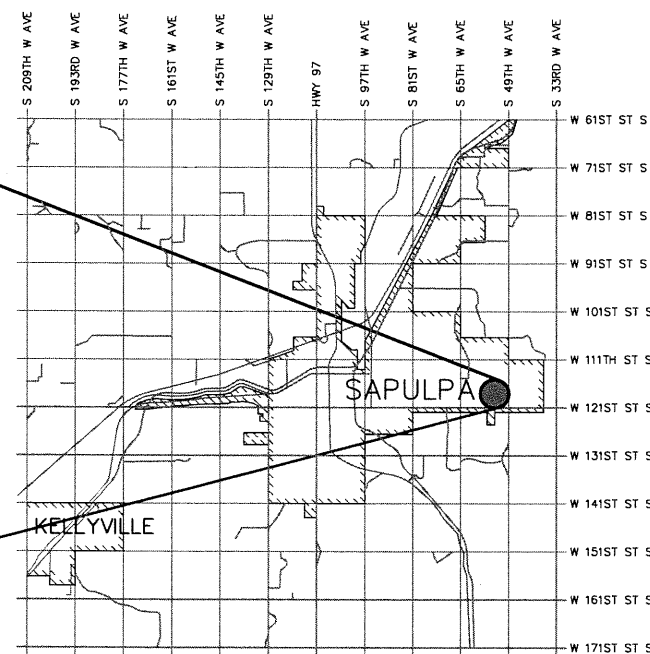 S 209TH W AVE
S 193RD W AVE
S 177TH W AVE
S 161ST W AVE
S 145TH W AVE
S 129TH W AVE
HWY 97
S 97TH W AVE
S 81ST W AVE
S 65TH W AVE
S 49TH W AVE
S 33RD W AVE
W 61ST ST S
W 71ST ST S
W 81ST ST S
W 91ST ST S
W 101ST ST S
W 111TH ST S
SAPULPA
W 121ST ST S
W 131ST ST S
W 141ST ST S
KELLYVILLE
W 151ST ST S
W 161ST ST S
W 171ST ST S